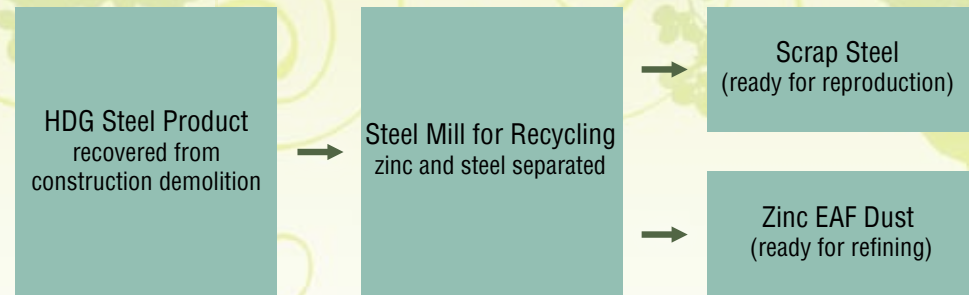 HDG Steel Product
recovered from
construction demolition
Steel Mill for Recycling
zinc and steel separated
Scrap Steel
(ready for reproduction)
Zinc EAF Dust
(ready for refining)